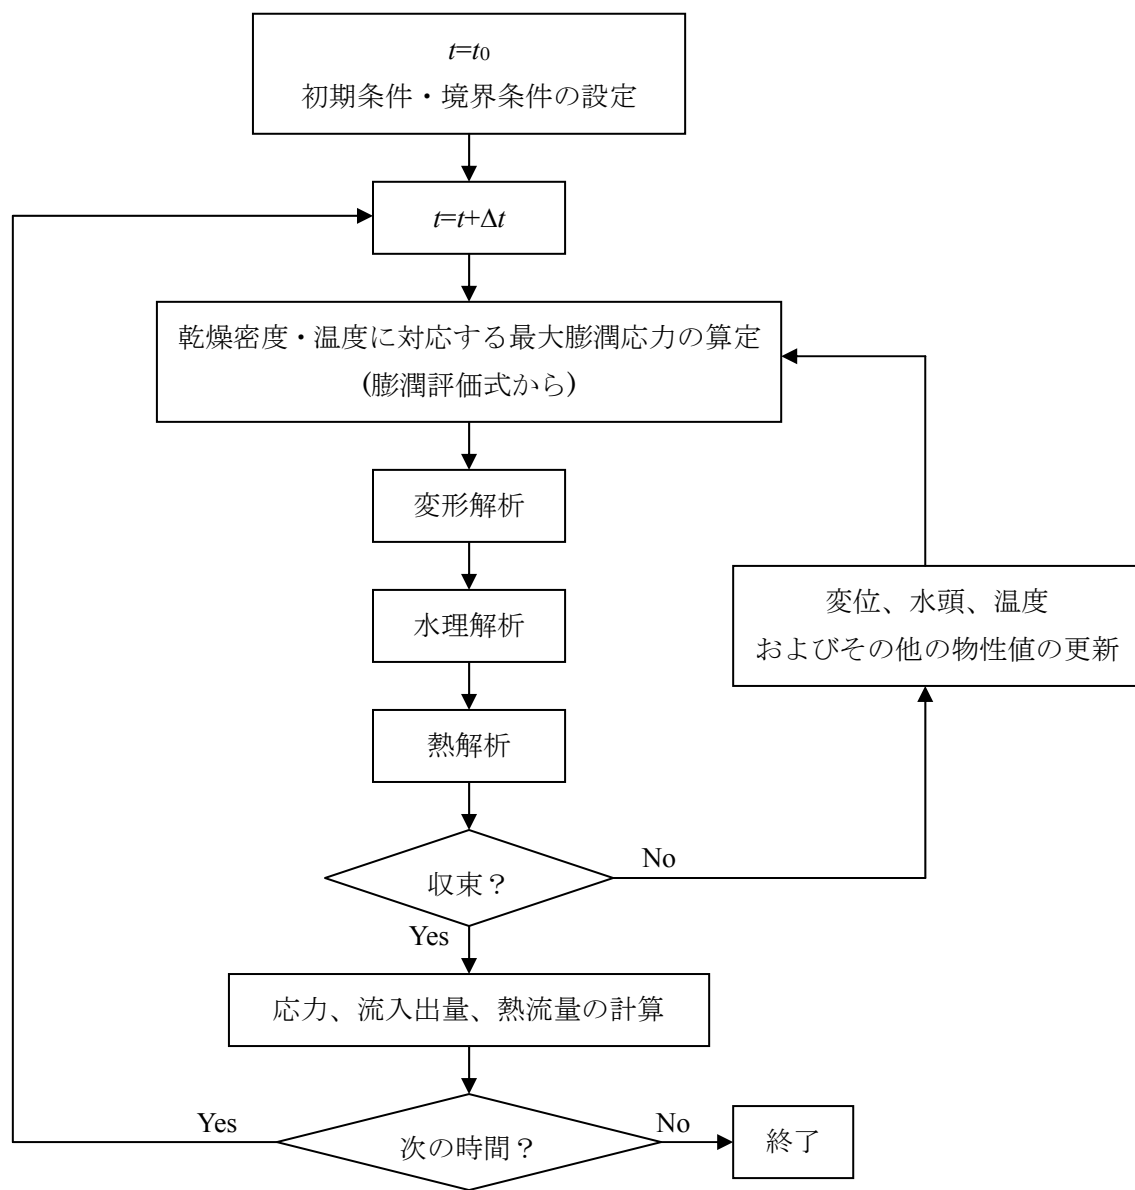 t=t₀
初期条件・境界条件の設定
t=t+Δt
乾燥密度・温度に対応する最大膨潤応力の算定
(膨潤評価式から)
変形解析
水理解析
変位、水頭、温度
およびその他の物性値の更新
熱解析
収束？
No
Yes
応力、流入出量、熱流量の計算
次の時間？
Yes
No
終了